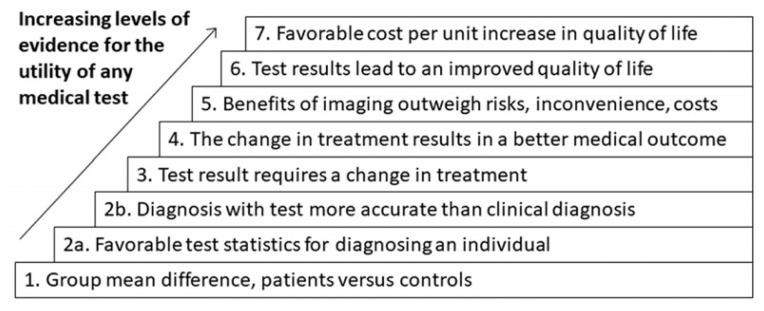 Increasing levels of
evidence for the
utility of any
medical test
7. Favorable cost per unit increase in quality of life
6. Test results lead to an improved quality of life
5. Benefits of imaging outweigh risks, inconvenience, costs
4. The change in treatment results in a better medical outcome
3. Test result requires a change in treatment
2b. Diagnosis with test more accurate than clinical diagnosis
2a. Favorable test statistics for diagnosing an individual
1. Group mean difference, patients versus controls